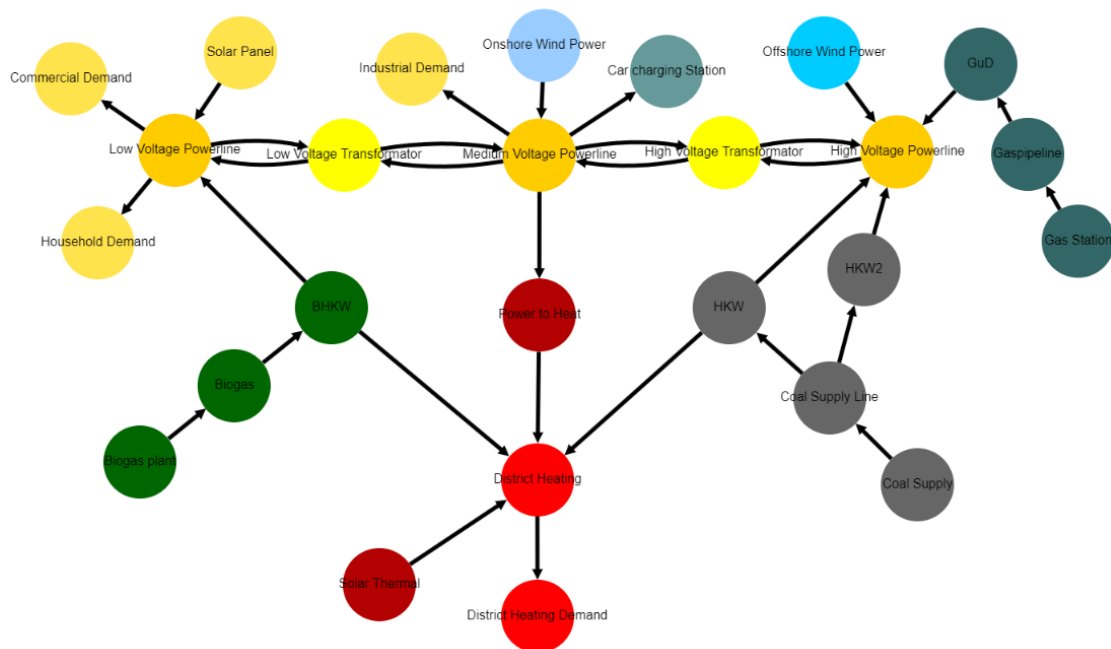 Onshore Wind Power
Solar Panel
Offshore Wind Power
Commercial Demand
Industrial Demand
Car charging Station
GuD
Low Voltage Powerline
Low Voltage Transformator
Medium Voltage Powerline
High Voltage Transformator
High Voltage Powerline
Gaspipeline
Household Demand
Gas Station
HKW2
BHKW
Power to Heat
HKW
Biogas
Coal Supply Line
Biogas plant
District Heating
Coal Supply
Solar Thermal
District Heating Demand